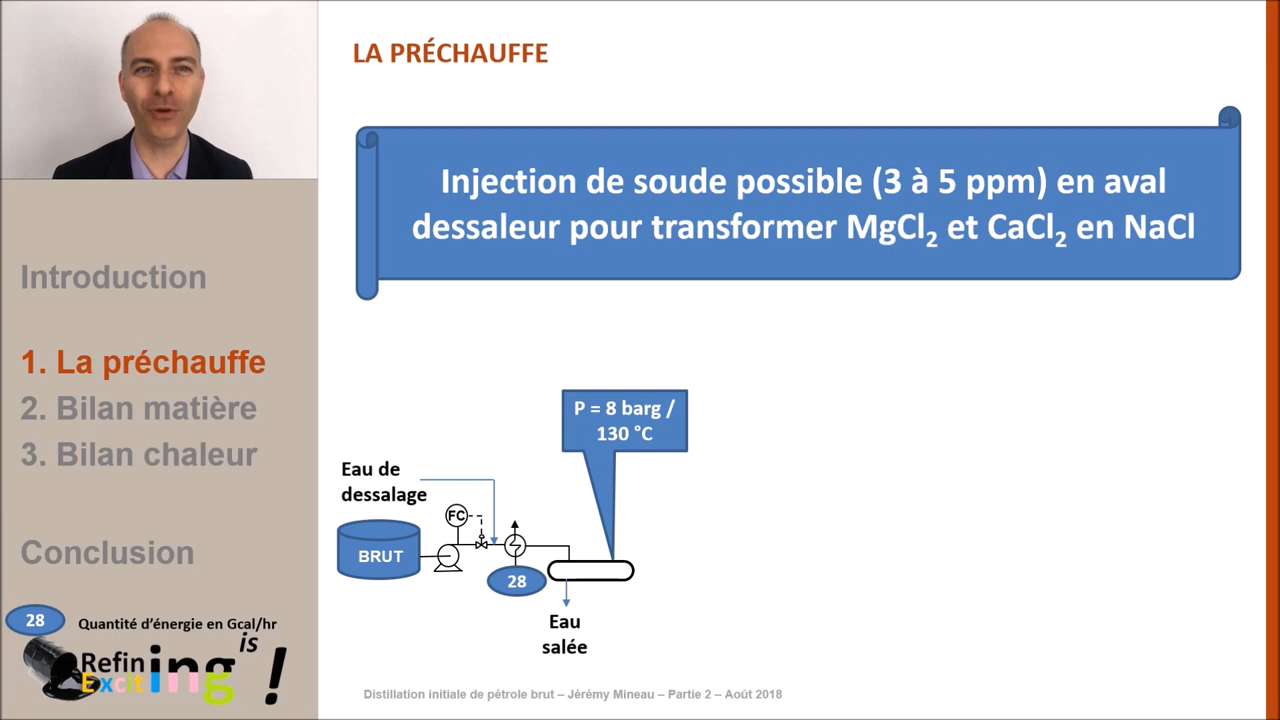 LA PRÉCHAUFFE
Injection de soude possible (3 à 5 ppm) en aval
dessaleur pour transformer MgCl₂ et CaCl₂ en NaCl
Introduction
1. La préchauffe
2. Bilan matière
3. Bilan chaleur
Conclusion
28
Quantité d'énergie en Gcal/hr
Refining is
Exciting !
P = 8 barg /
130 °C
Eau de
dessalage
FC
BRUT
28
Eau
salée
Distillation initiale de pétrole brut – Jérémy Mineau – Partie 2 – Août 2018